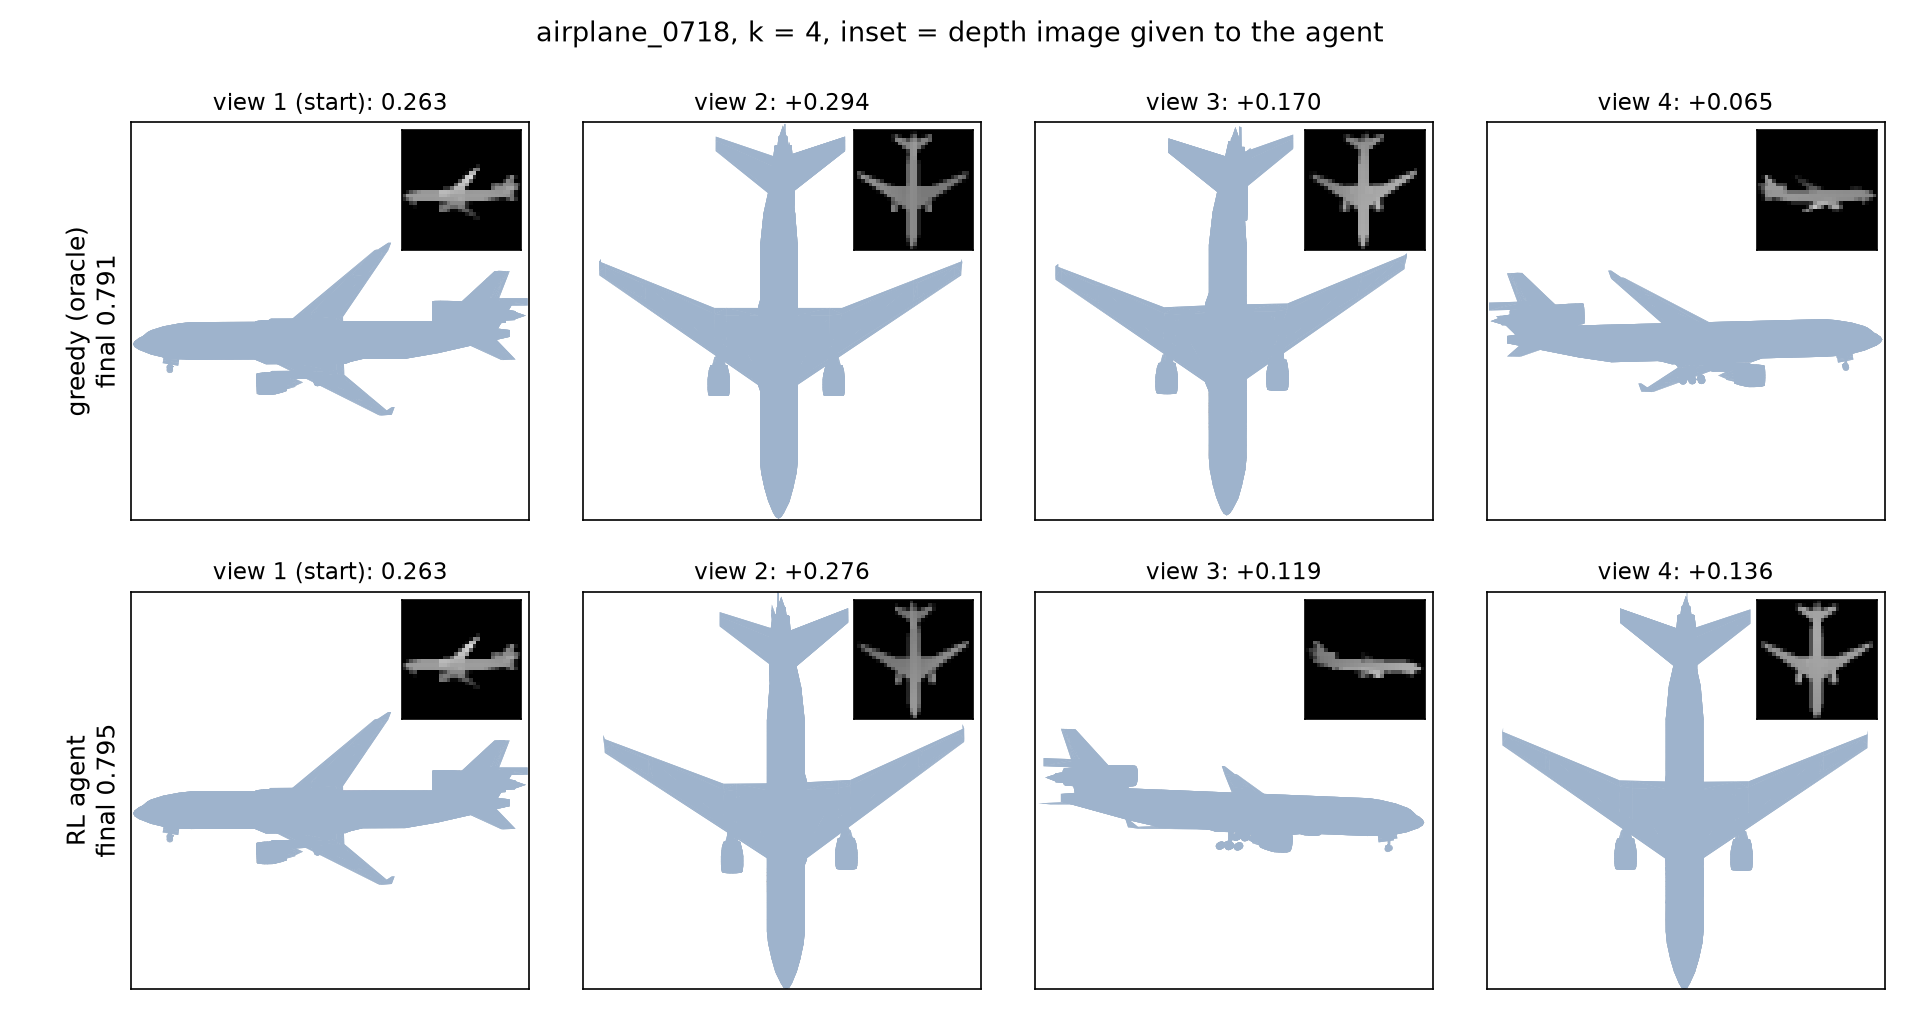 airplane_0718, k = 4, inset = depth image given to the agent
greedy (oracle)
final 0.791
view 1 (start): 0.263
view 2: +0.294
view 3: +0.170
view 4: +0.065
RL agent
final 0.795
view 1 (start): 0.263
view 2: +0.276
view 3: +0.119
view 4: +0.136